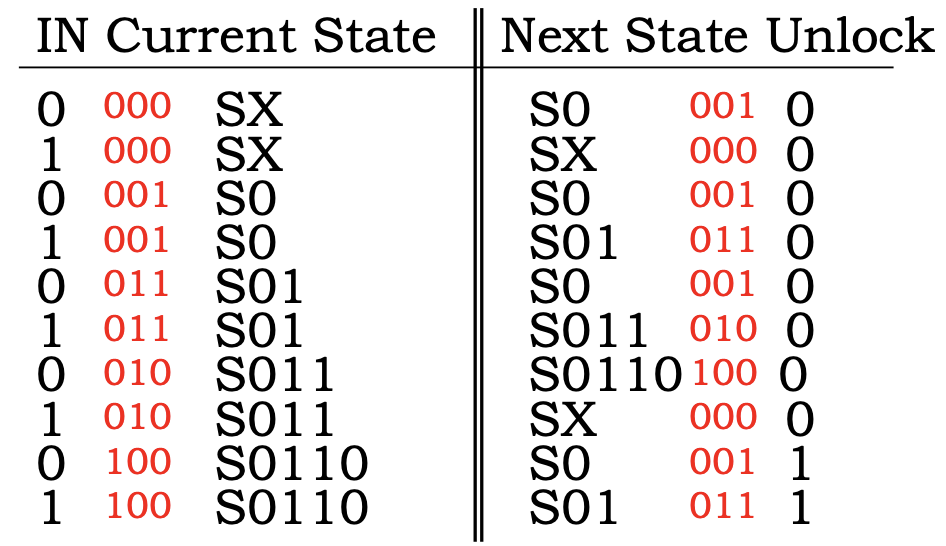 IN Current State Next State Unlock
0 000 SX S0 001 0
1 000 SX SX 000 0
0 001 S0 S0 001 0
1 001 S0 S01 011 0
0 011 S01 S0 001 0
1 011 S01 S011 010 0
0 010 S011 S0110 100 0
1 010 S011 SX 000 0
0 100 S0110 S0 001 1
1 100 S0110 S01 011 1